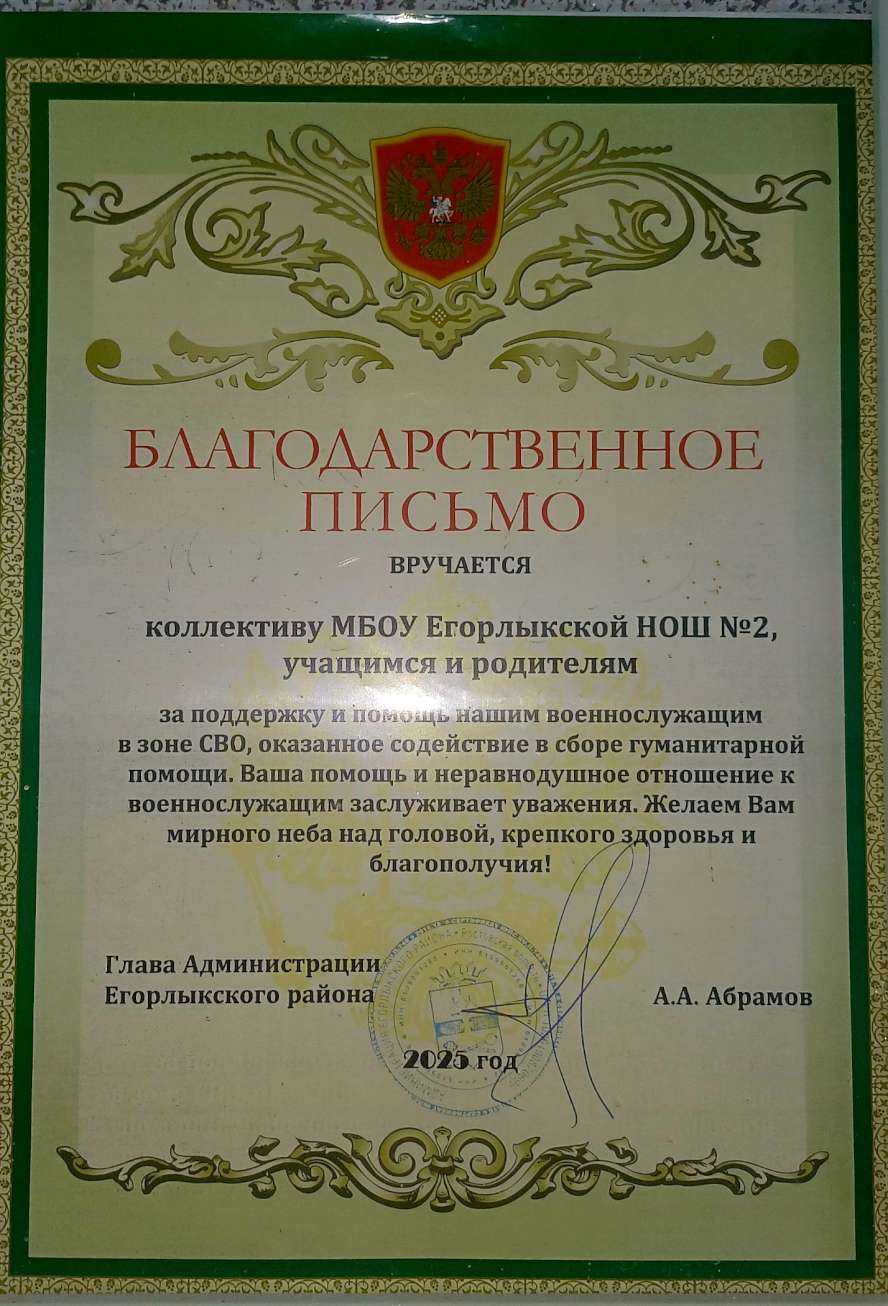 БЛАГОДАРСТВЕННОЕ
ПИСЬМО
ВРУЧАЕТСЯ
коллективу МБОУ Егорлыкской НОШ №2,
учащимся и родителям
за поддержку и помощь нашим военнослужащим
в зоне СВО, оказанное содействие в сборе гуманитарной
помощи. Ваша помощь и неравнодушное отношение к
военнослужащим заслуживает уважения. Желаем Вам
мирного неба над головой, крепкого здоровья и
благополучия!
Глава Администрации
Егорлыкского района
А.А. Абрамов
2025 год